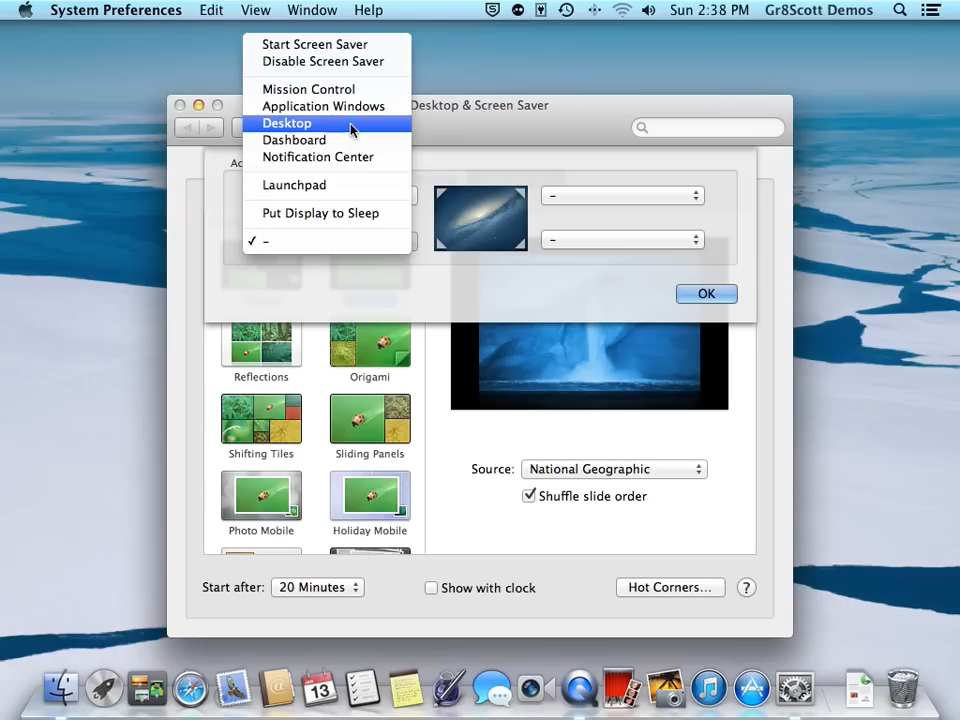 System Preferences Edit View Window Help Sun 2:38 PM Gr8Scott Demos
Start Screen Saver
Disable Screen Saver
Mission Control
Application Windows
Desktop
Dashboard
Notification Center
Launchpad
Put Display to Sleep
✓ –
Desktop & Screen Saver
–
–
OK
Reflections Origami
Shifting Tiles Sliding Panels
Photo Mobile Holiday Mobile
Source: National Geographic
Shuffle slide order
Start after: 20 Minutes Show with clock Hot Corners... ?
13